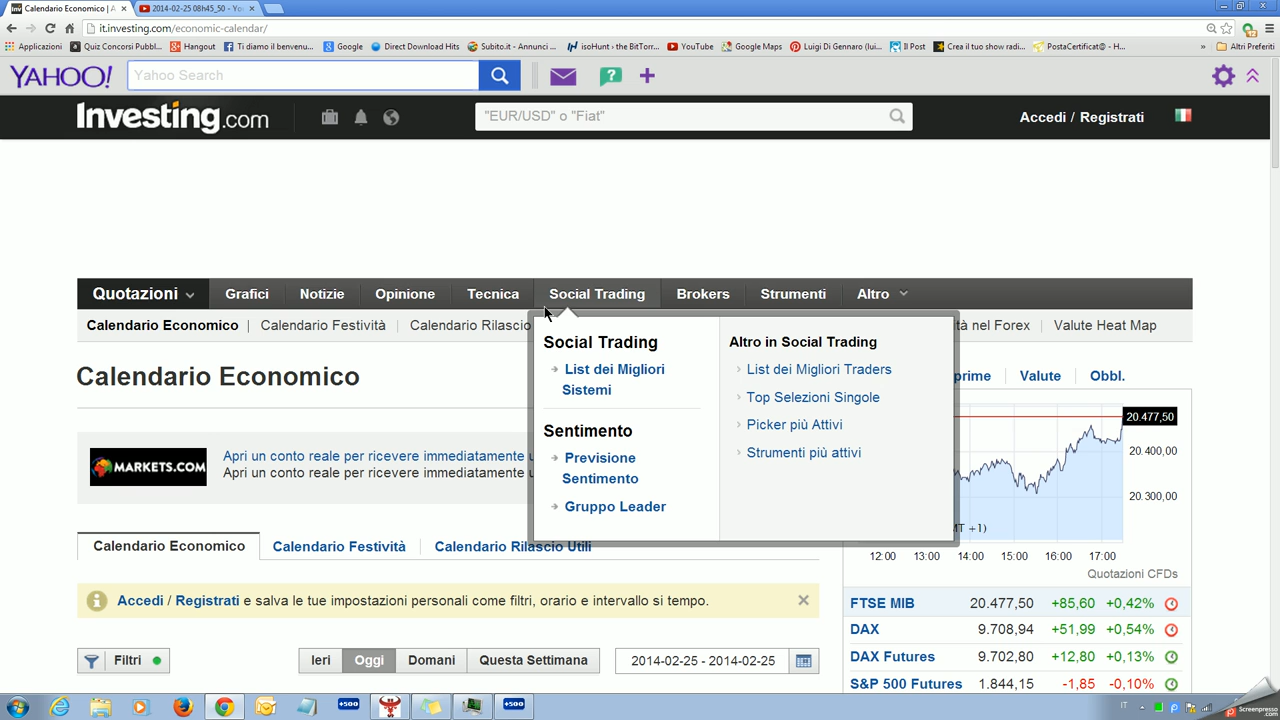 Calendario Economico | A
2014-02-25 08h45_50 - Yo
it.investing.com/economic-calendar/
Applicazioni
Quiz Concorsi Pubbl...
Hangout
Ti diamo il benvenu...
Google
Direct Download Hits
Subito.it - Annunci ...
isoHunt › the BitTorr...
YouTube
Google Maps
Luigi Di Gennaro (lui...
Il Post
Crea il tuo show radi...
PostaCertificat@ - H...
»
Altri Preferiti
YAHOO!
Yahoo Search
Investing.com
"EUR/USD" o "Fiat"
Accedi / Registrati
Quotazioni
Grafici
Notizie
Opinione
Tecnica
Social Trading
Brokers
Strumenti
Altro
Calendario Economico
Calendario Festività
Calendario Rilascio
tà nel Forex
Valute Heat Map
Social Trading
List dei Migliori
Sistemi
Sentimento
Previsione
Sentimento
Gruppo Leader
Altro in Social Trading
List dei Migliori Traders
Top Selezioni Singole
Picker più Attivi
Strumenti più attivi
Calendario Economico
prime
Valute
Obbl.
MARKETS.COM
Apri un conto reale per ricevere immediatamente u
Apri un conto reale per ricevere immediatamente u
20.477,50
20.400,00
20.300,00
MT +1)
12:00 13:00 14:00 15:00 16:00 17:00
Quotazioni CFDs
Calendario Economico
Calendario Festività
Calendario Rilascio Utili
Accedi / Registrati e salva le tue impostazioni personali come filtri, orario e intervallo si tempo.
Filtri
Ieri
Oggi
Domani
Questa Settimana
2014-02-25 - 2014-02-25
FTSE MIB 20.477,50 +85,60 +0,42%
DAX 9.708,94 +51,99 +0,54%
DAX Futures 9.702,80 +12,80 +0,13%
S&P 500 Futures 1.844,15 -1,85 -0,10%
+500
+500
IT
Screenpresso
.com